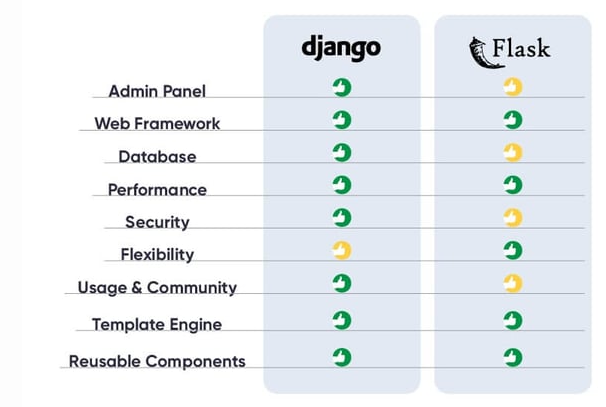 django Flask
Admin Panel
Web Framework
Database
Performance
Security
Flexibility
Usage & Community
Template Engine
Reusable Components